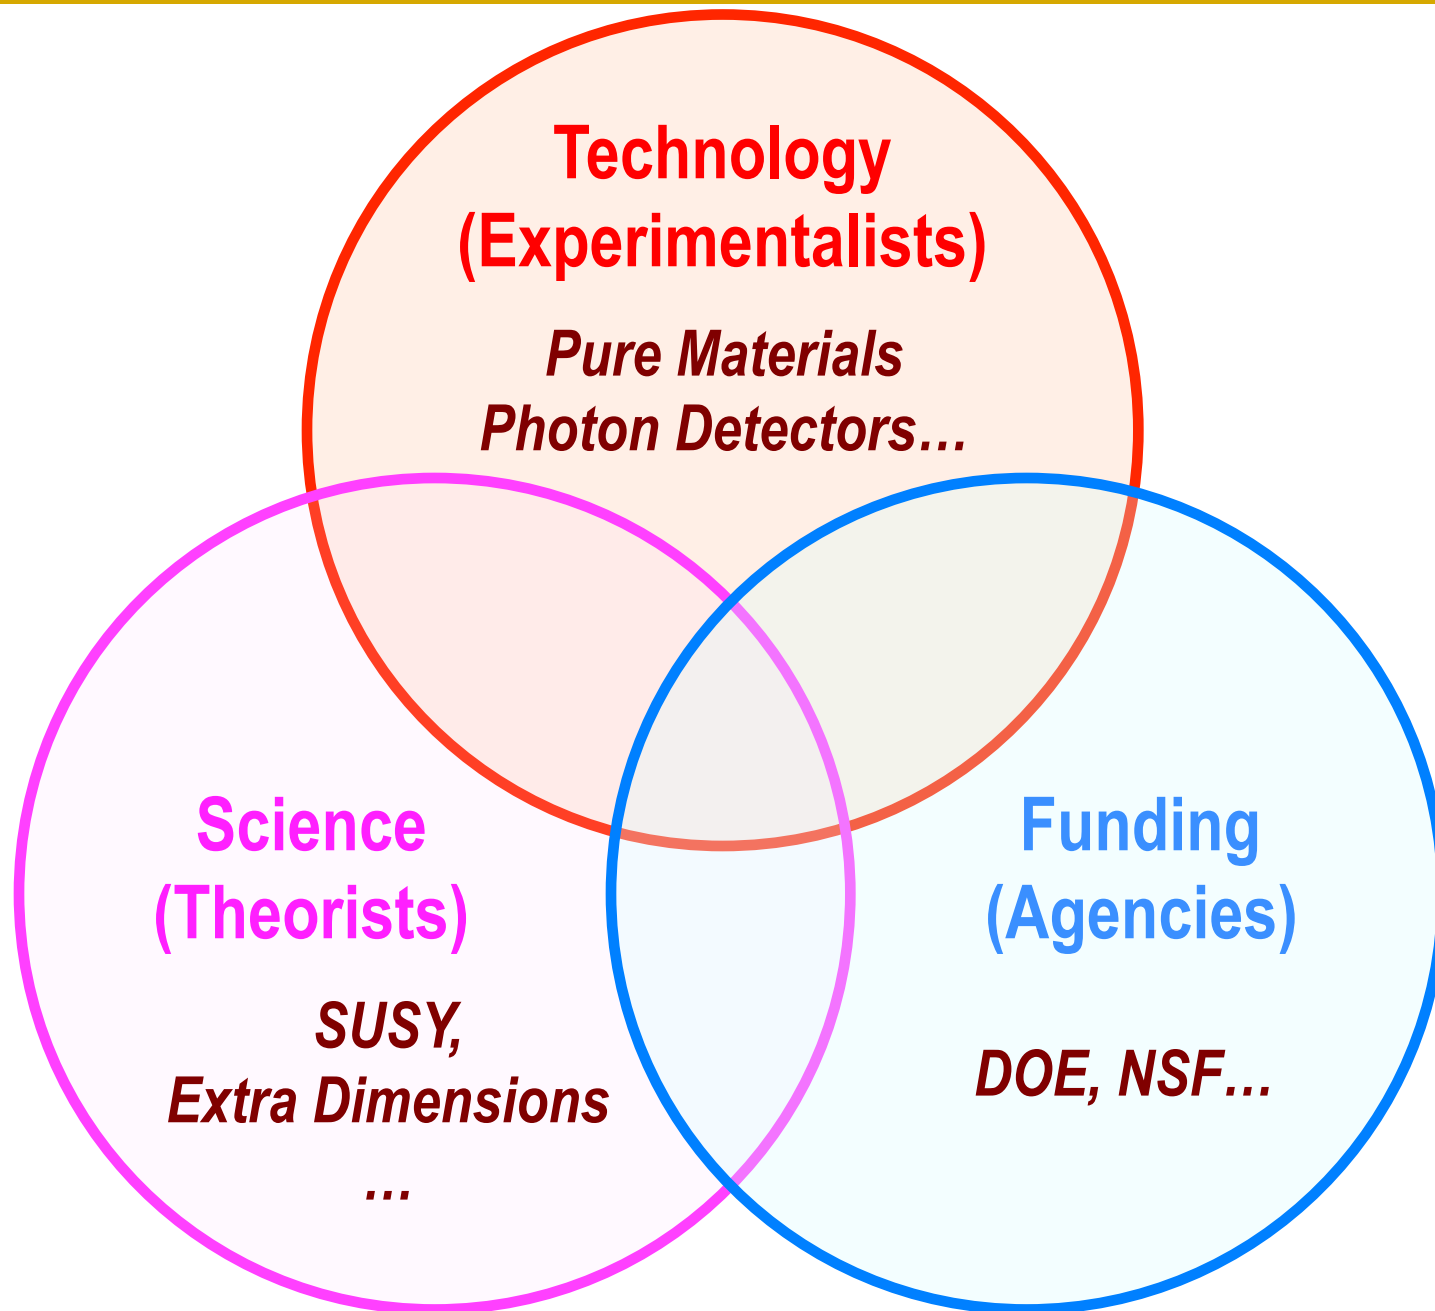 Technology
(Experimentalists)
Pure Materials
Photon Detectors…
Science
(Theorists)
SUSY,
Extra Dimensions
…
Funding
(Agencies)
DOE, NSF…